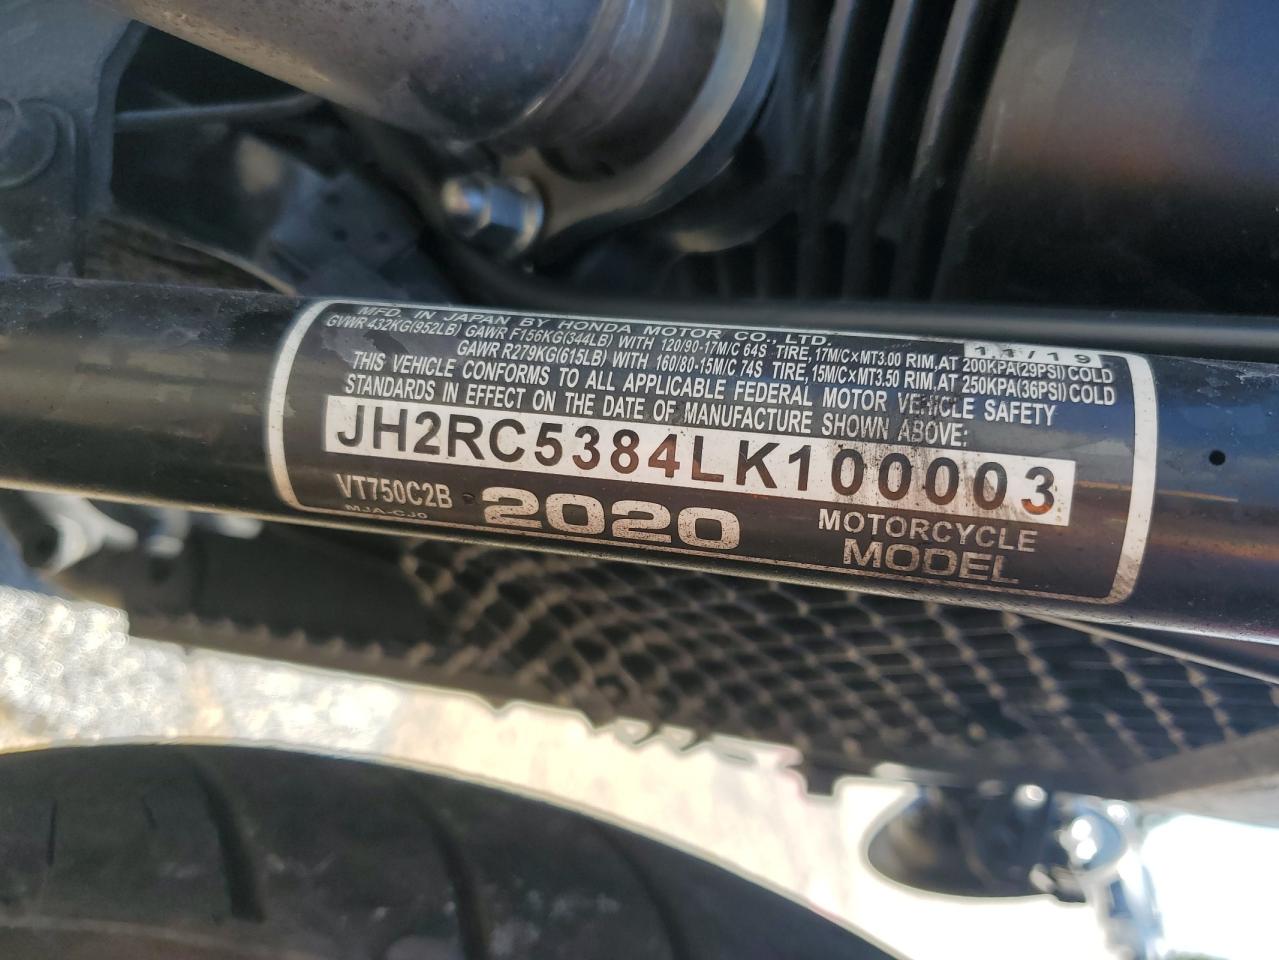 MFD. IN JAPAN BY HONDA MOTOR CO., LTD. 11/19
GVWR 432KG(952LB) GAWR F156KG(344LB) WITH 120/90-17M/C 64S TIRE, 17M/C×MT3.00 RIM, AT 200KPA(29PSI) COLD
GAWR R279KG(615LB) WITH 160/80-15M/C 74S TIRE, 15M/C×MT3.50 RIM, AT 250KPA(36PSI) COLD
THIS VEHICLE CONFORMS TO ALL APPLICABLE FEDERAL MOTOR VEHICLE SAFETY
STANDARDS IN EFFECT ON THE DATE OF MANUFACTURE SHOWN ABOVE:
JH2RC5384LK100003
VT750C2B 2020 MOTORCYCLE
MJA-CJ0 MODEL